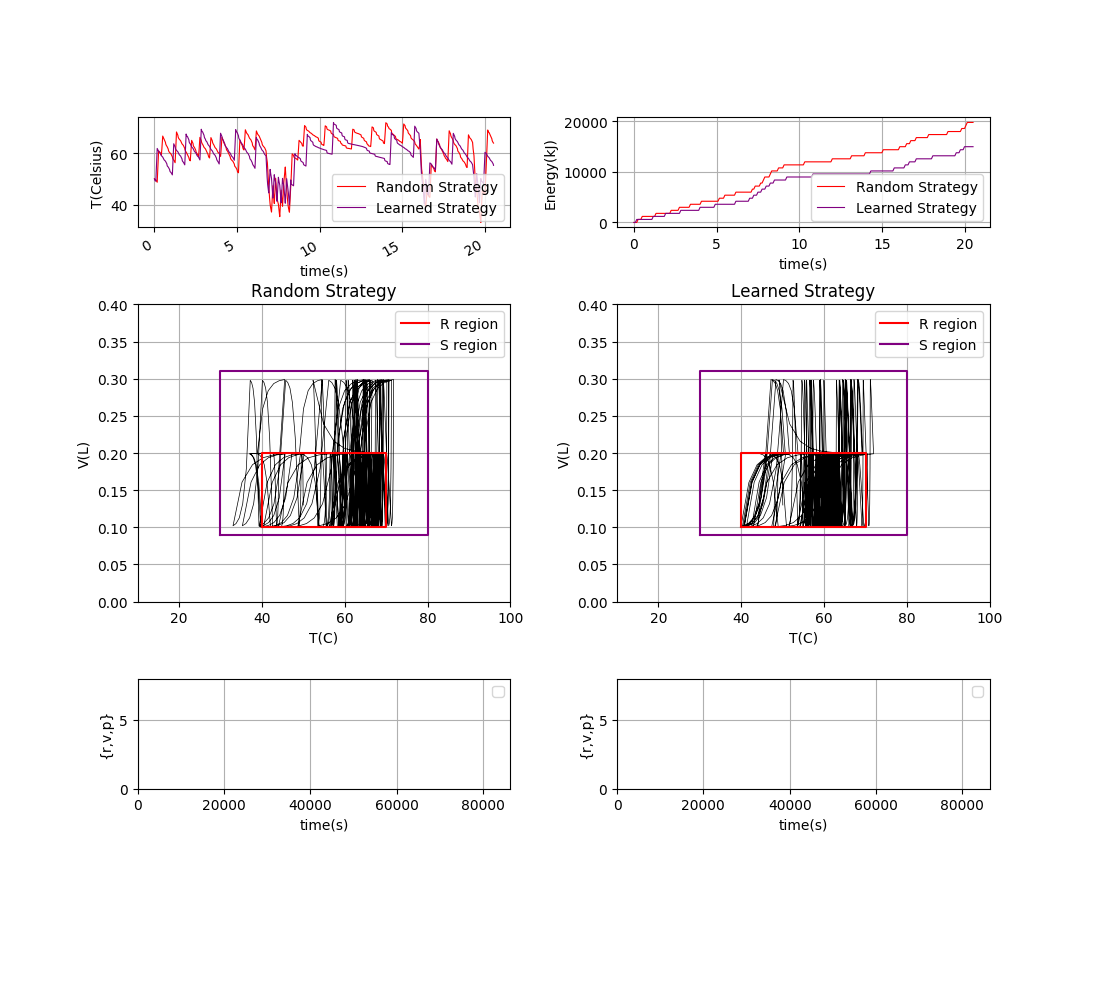 T(Celsius)
60
40
0
5
10
15
20
time(s)
Random Strategy
Learned Strategy
Energy(kJ)
20000
10000
0
0
5
10
15
20
time(s)
Random Strategy
Learned Strategy
Random Strategy
V(L)
0.40
0.35
0.30
0.25
0.20
0.15
0.10
0.05
0.00
20
40
60
80
100
T(C)
R region
S region
Learned Strategy
V(L)
0.40
0.35
0.30
0.25
0.20
0.15
0.10
0.05
0.00
20
40
60
80
100
T(C)
R region
S region
{r,v,p}
5
0
0
20000
40000
60000
80000
time(s)
{r,v,p}
5
0
0
20000
40000
60000
80000
time(s)